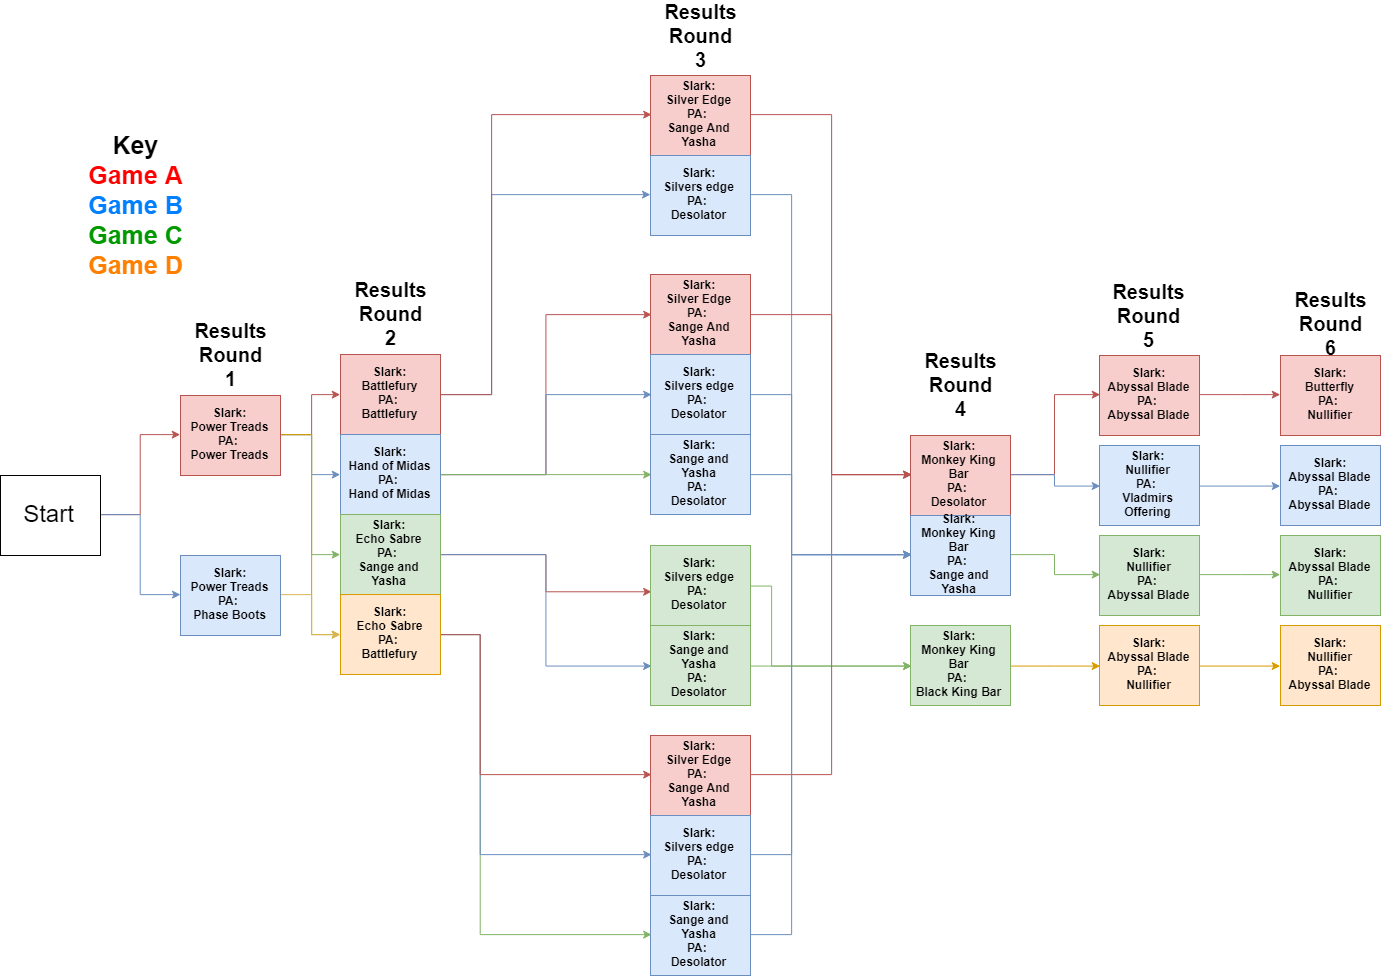 Results
Round
3
Slark:
Silver Edge
PA:
Sange And
Yasha
Slark:
Silvers edge
PA:
Desolator
Key
Game A
Game B
Game C
Game D
Results
Round
2
Slark:
Silver Edge
PA:
Sange And
Yasha
Slark:
Silvers edge
PA:
Desolator
Slark:
Sange and
Yasha
PA:
Desolator
Results
Round
1
Slark:
Power Treads
PA:
Power Treads
Slark:
Power Treads
PA:
Phase Boots
Start
Slark:
Battlefury
PA:
Battlefury
Slark:
Hand of Midas
PA:
Hand of Midas
Slark:
Echo Sabre
PA:
Sange and
Yasha
Slark:
Echo Sabre
PA:
Battlefury
Slark:
Silvers edge
PA:
Desolator
Slark:
Sange and
Yasha
PA:
Desolator
Slark:
Silver Edge
PA:
Sange And
Yasha
Slark:
Silvers edge
PA:
Desolator
Slark:
Sange and
Yasha
PA:
Desolator
Results
Round
4
Slark:
Monkey King
Bar
PA:
Desolator
Slark:
Monkey King
Bar
PA:
Sange and
Yasha
Slark:
Monkey King
Bar
PA:
Black King Bar
Results
Round
5
Slark:
Abyssal Blade
PA:
Abyssal Blade
Slark:
Nullifier
PA:
Vladmirs
Offering
Slark:
Nullifier
PA:
Abyssal Blade
Slark:
Abyssal Blade
PA:
Nullifier
Results
Round
6
Slark:
Butterfly
PA:
Nullifier
Slark:
Abyssal Blade
PA:
Abyssal Blade
Slark:
Abyssal Blade
PA:
Nullifier
Slark:
Nullifier
PA:
Abyssal Blade